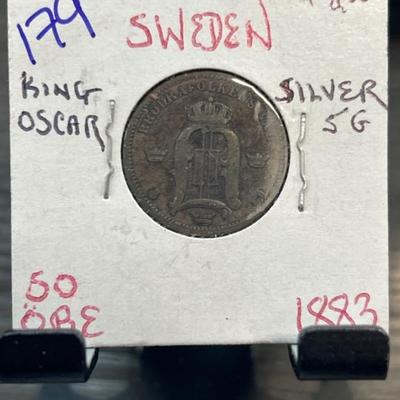 179
SWEDEN
KING
OSCAR
SILVER
5G
BRÖDRAFOLKENS
50
ÖRE
1883